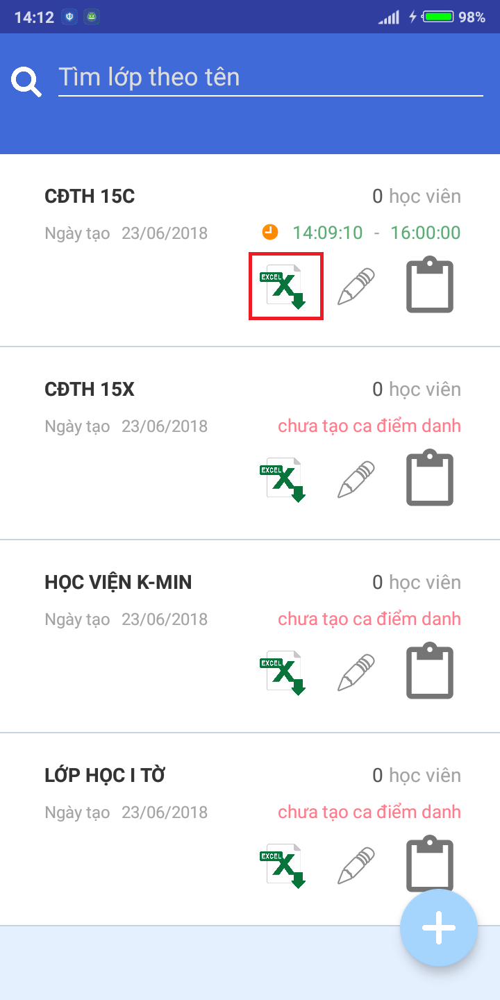 14:12 98%
Tìm lớp theo tên
CĐTH 15C 0 học viên
Ngày tạo 23/06/2018 14:09:10 - 16:00:00
EXCEL X
CĐTH 15X 0 học viên
Ngày tạo 23/06/2018 chưa tạo ca điểm danh
EXCEL X
HỌC VIỆN K-MIN 0 học viên
Ngày tạo 23/06/2018 chưa tạo ca điểm danh
EXCEL X
LỚP HỌC I TỜ 0 học viên
Ngày tạo 23/06/2018 chưa tạo ca điểm danh
EXCEL X